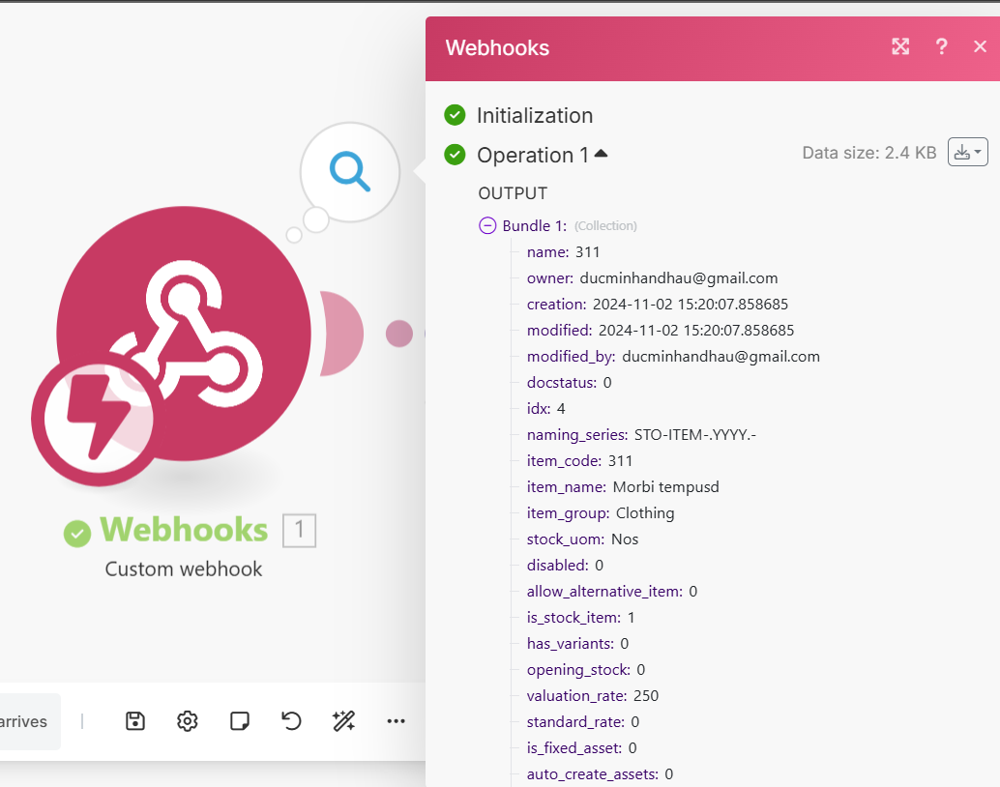 Webhooks
?
Initialization
Operation 1
Data size: 2.4 KB
OUTPUT
Bundle 1: (Collection)
name: 311
owner: ducminhandhau@gmail.com
creation: 2024-11-02 15:20:07.858685
modified: 2024-11-02 15:20:07.858685
modified_by: ducminhandhau@gmail.com
docstatus: 0
idx: 4
naming_series: STO-ITEM-.YYYY.-
item_code: 311
item_name: Morbi tempusd
item_group: Clothing
stock_uom: Nos
disabled: 0
allow_alternative_item: 0
is_stock_item: 1
has_variants: 0
opening_stock: 0
valuation_rate: 250
standard_rate: 0
is_fixed_asset: 0
auto_create_assets: 0
Webhooks 1
Custom webhook
arrives